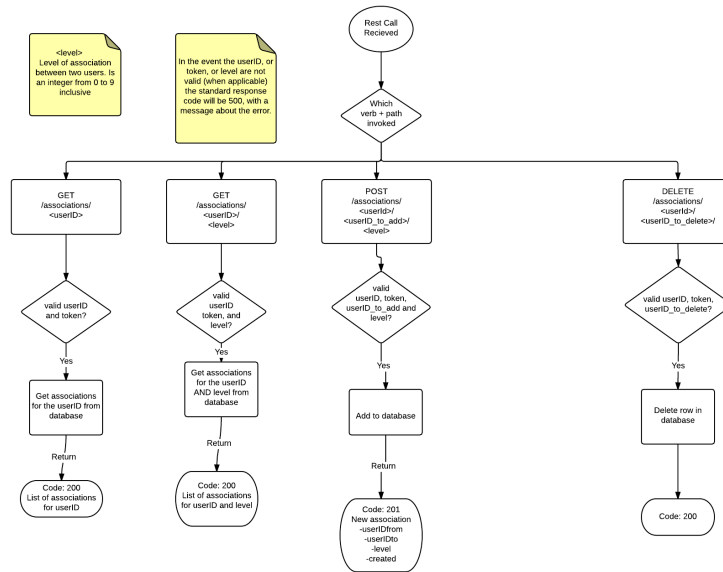 Rest Call
Recieved
<level>
Level of association
between two users. Is
an integer from 0 to 9
inclusive
In the event the userID, or
token, or level are not
valid (when applicable)
the standard response
code will be 500, with a
message about the error.
Which
verb + path
invoked
GET
/associations/
<userID>
GET
/associations/
<userID>/
<level>
POST
/associations/
<userId>/
<userID_to_add>/
<level>
DELETE
/associations/
<userId>/
<userID_to_delete>/
valid userID
and token?
valid
userID
token, and
level?
valid
userID, token,
userID_to_add and
level?
valid userID, token,
userID_to_delete?
Yes
Yes
Yes
Yes
Get associations
for the userID from
database
Get associations
for the userID
AND level from
database
Add to database
Delete row in
database
Return
Return
Return
Code: 200
List of associations
for userID
Code: 200
List of associations
for userID and level
Code: 201
New association
-userIDfrom
-userIDto
-level
-created
Code: 200